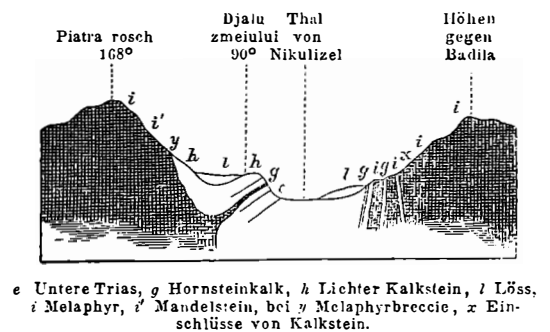 Djalu Thal Höhen
Piatra rosch zmeiului von gegen
168° 90° Nikulizel Badila
i i
i' i
y x
h l h l g i g i
g
e
e Untere Trias, g Hornsteinkalk, h Lichter Kalkstein, l Löss,
i Melaphyr, i' Mandelstein, bei y Melaphyrbreccie, x Ein-
schlüsse von Kalkstein.